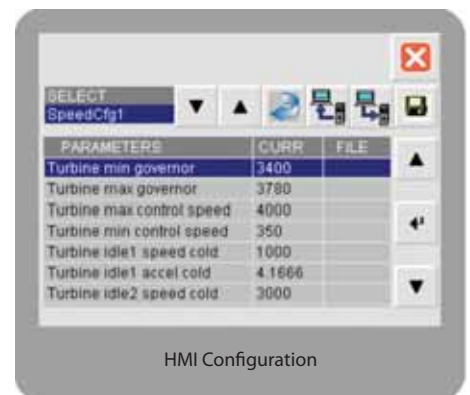 SELECT
SpeedCfg1
PARAMETERS CURR FILE
Turbine min governor 3400
Turbine max governor 3780
Turbine max control speed 4000
Turbine min control speed 350
Turbine idle1 speed cold 1000
Turbine idle1 accel cold 4.1666
Turbine idle2 speed cold 3000
HMI Configuration